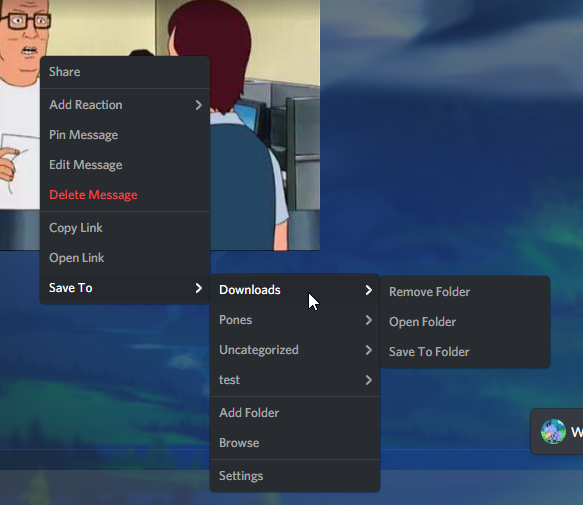 Share
Add Reaction
Pin Message
Edit Message
Delete Message
Copy Link
Open Link
Save To
Downloads
Pones
Uncategorized
test
Add Folder
Browse
Settings
Remove Folder
Open Folder
Save To Folder
W